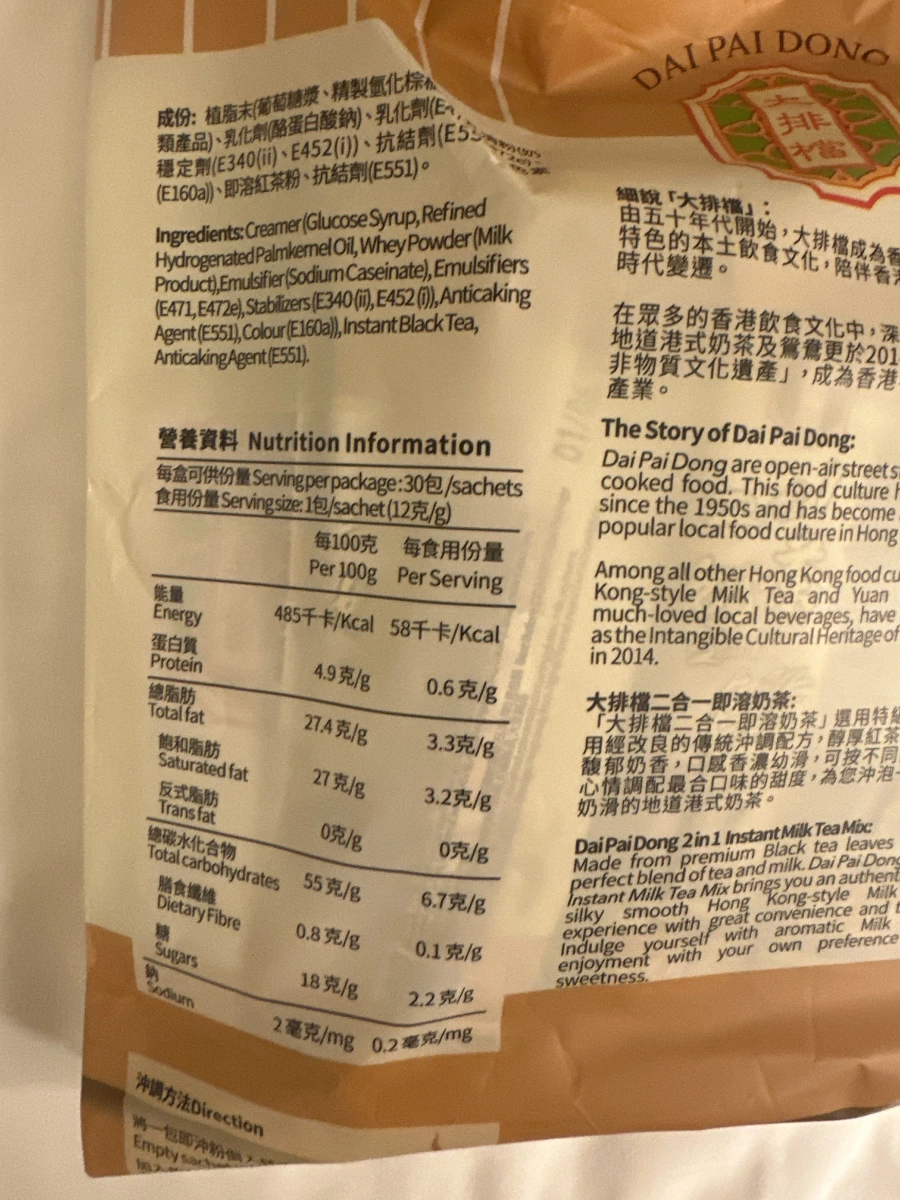 DAI PAI DONG
大
排
檔
成份: 植脂末(葡萄糖漿、精製氫化棕
類產品)、乳化劑(酪蛋白酸鈉)、乳化劑(E4
穩定劑(E340(ii)、E452(i))、抗結劑(E55
(E160a))、即溶紅茶粉、抗結劑(E551)。
Ingredients: Creamer (Glucose Syrup, Refined
Hydrogenated Palmkernel Oil, Whey Powder (Milk
Product),Emulsifier (Sodium Caseinate), Emulsifiers
(E471, E472e), Stabilizers (E340 (ii), E452 (i)), Anticaking
Agent (E551), Colour (E160a)), Instant Black Tea,
Anticaking Agent (E551).
營養資料 Nutrition Information
每盒可供份量 Serving per package : 30包/sachets
食用份量 Serving size: 1包/sachet (12克/g)
每100克 每食用份量
Per 100g Per Serving
能量
Energy 485千卡/Kcal 58千卡/Kcal
蛋白質
Protein 4.9 克/g 0.6 克/g
總脂肪
Total fat 27.4 克/g 3.3克/g
飽和脂肪
Saturated fat 27 克/g 3.2克/g
反式脂肪
Trans fat 0克/g 0克/g
總碳水化合物
Total carbohydrates 55 克/g 6.7克/g
膳食纖維
Dietary Fibre 0.8 克/g 0.1 克/g
糖
Sugars 18 克/g 2.2 克/g
鈉
Sodium 2 毫克/mg 0.2 毫克/mg
沖調方法Direction
將一包即沖粉倒入
Empty sach
細說「大排檔」:
由五十年代開始，大排檔成為香
特色的本土飲食文化，陪伴香港
時代變遷。
在眾多的香港飲食文化中，深
地道港式奶茶及鴛鴦更於201
非物質文化遺產」，成為香港
產業。
The Story of Dai Pai Dong:
Dai Pai Dong are open-air street s
cooked food. This food culture h
since the 1950s and has become
popular local food culture in Hong
Among all other Hong Kong food cu
Kong-style Milk Tea and Yuan
much-loved local beverages, have
as the Intangible Cultural Heritage of
in 2014.
大排檔二合一即溶奶茶:
「大排檔二合一即溶奶茶」選用特級
用經改良的傳統沖調配方，醇厚紅茶
馥郁奶香，口感香濃幼滑，可按不同
心情調配最合口味的甜度，為您沖泡一
奶滑的地道港式奶茶。
Dai Pai Dong 2 in 1 Instant Milk Tea Mix:
Made from premium Black tea leaves
perfect blend of tea and milk. Dai Pai Dong
Instant Milk Tea Mix brings you an authent
silky smooth Hong Kong-style Milk
experience with great convenience and t
Indulge yourself with aromatic Milk
enjoyment with your own preference
sweetness.